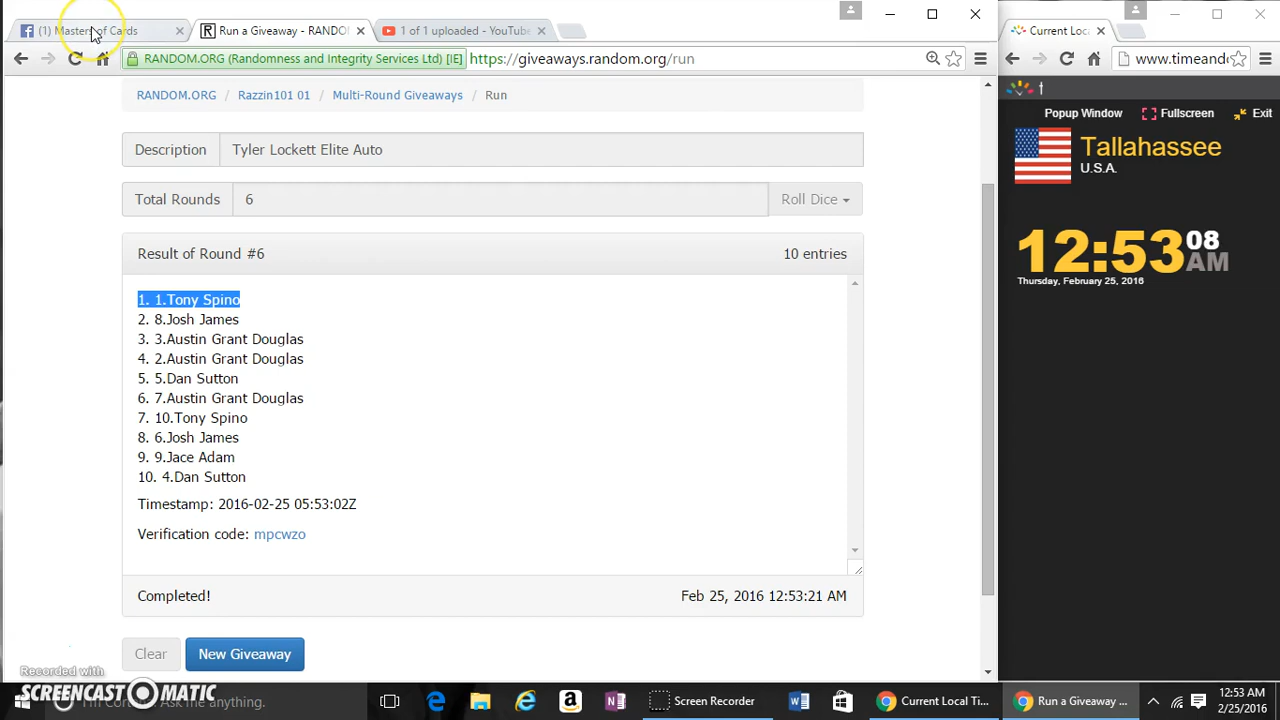 (1) Masters of Cards
Run a Giveaway - RANDO
1 of 1 uploaded - YouTube
Current Loc
RANDOM.ORG (Randomness and Integrity Services Ltd) [IE]
https://giveaways.random.org/run
www.timeand
RANDOM.ORG / Razzin101 01 / Multi-Round Giveaways / Run
Popup Window
Fullscreen
Exit
Description
Tyler Lockett Elite Auto
Tallahassee
U.S.A.
Total Rounds
6
Roll Dice
12:53 08 AM
Thursday, February 25, 2016
Result of Round #6
10 entries
1. 1.Tony Spino
2. 8.Josh James
3. 3.Austin Grant Douglas
4. 2.Austin Grant Douglas
5. 5.Dan Sutton
6. 7.Austin Grant Douglas
7. 10.Tony Spino
8. 6.Josh James
9. 9.Jace Adam
10. 4.Dan Sutton
Timestamp: 2016-02-25 05:53:02Z
Verification code: mpcwzo
Completed!
Feb 25, 2016 12:53:21 AM
Clear
New Giveaway
Recorded with
SCREENCAST-O-MATIC
I'm Cortana. Ask me anything.
Screen Recorder
Current Local Ti...
Run a Giveaway ...
12:53 AM
2/25/2016